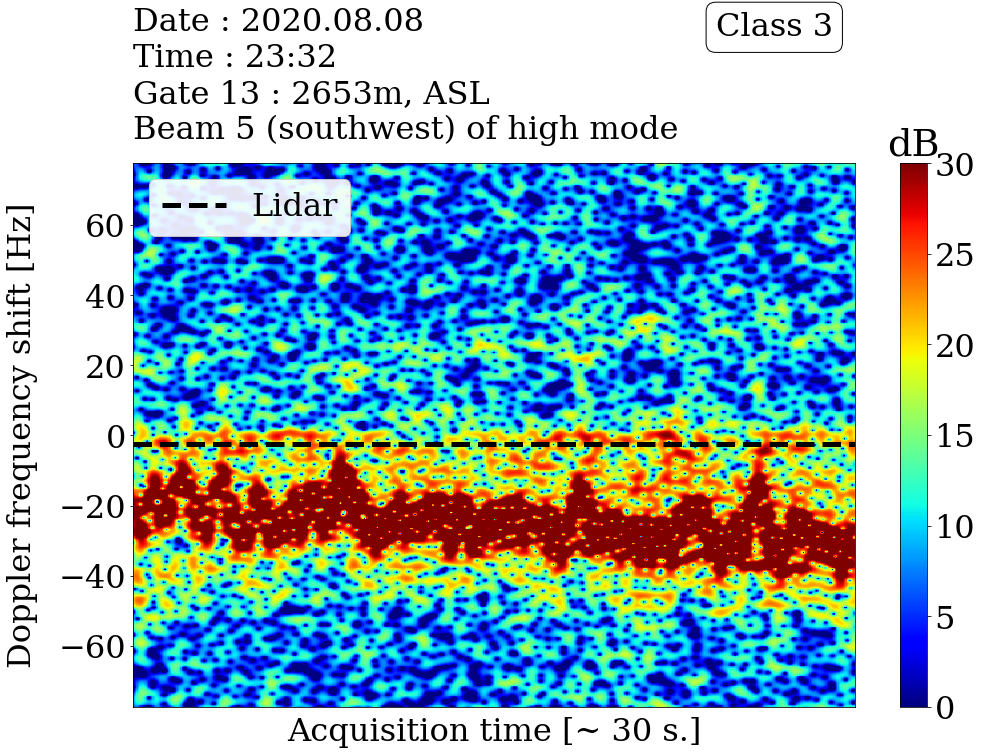 Date : 2020.08.08
Class 3
Time : 23:32
Gate 13 : 2653m, ASL
Beam 5 (southwest) of high mode
dB
Lidar
Doppler frequency shift [Hz]
60
40
20
0
−20
−40
−60
30
25
20
15
10
5
0
Acquisition time [~ 30 s.]